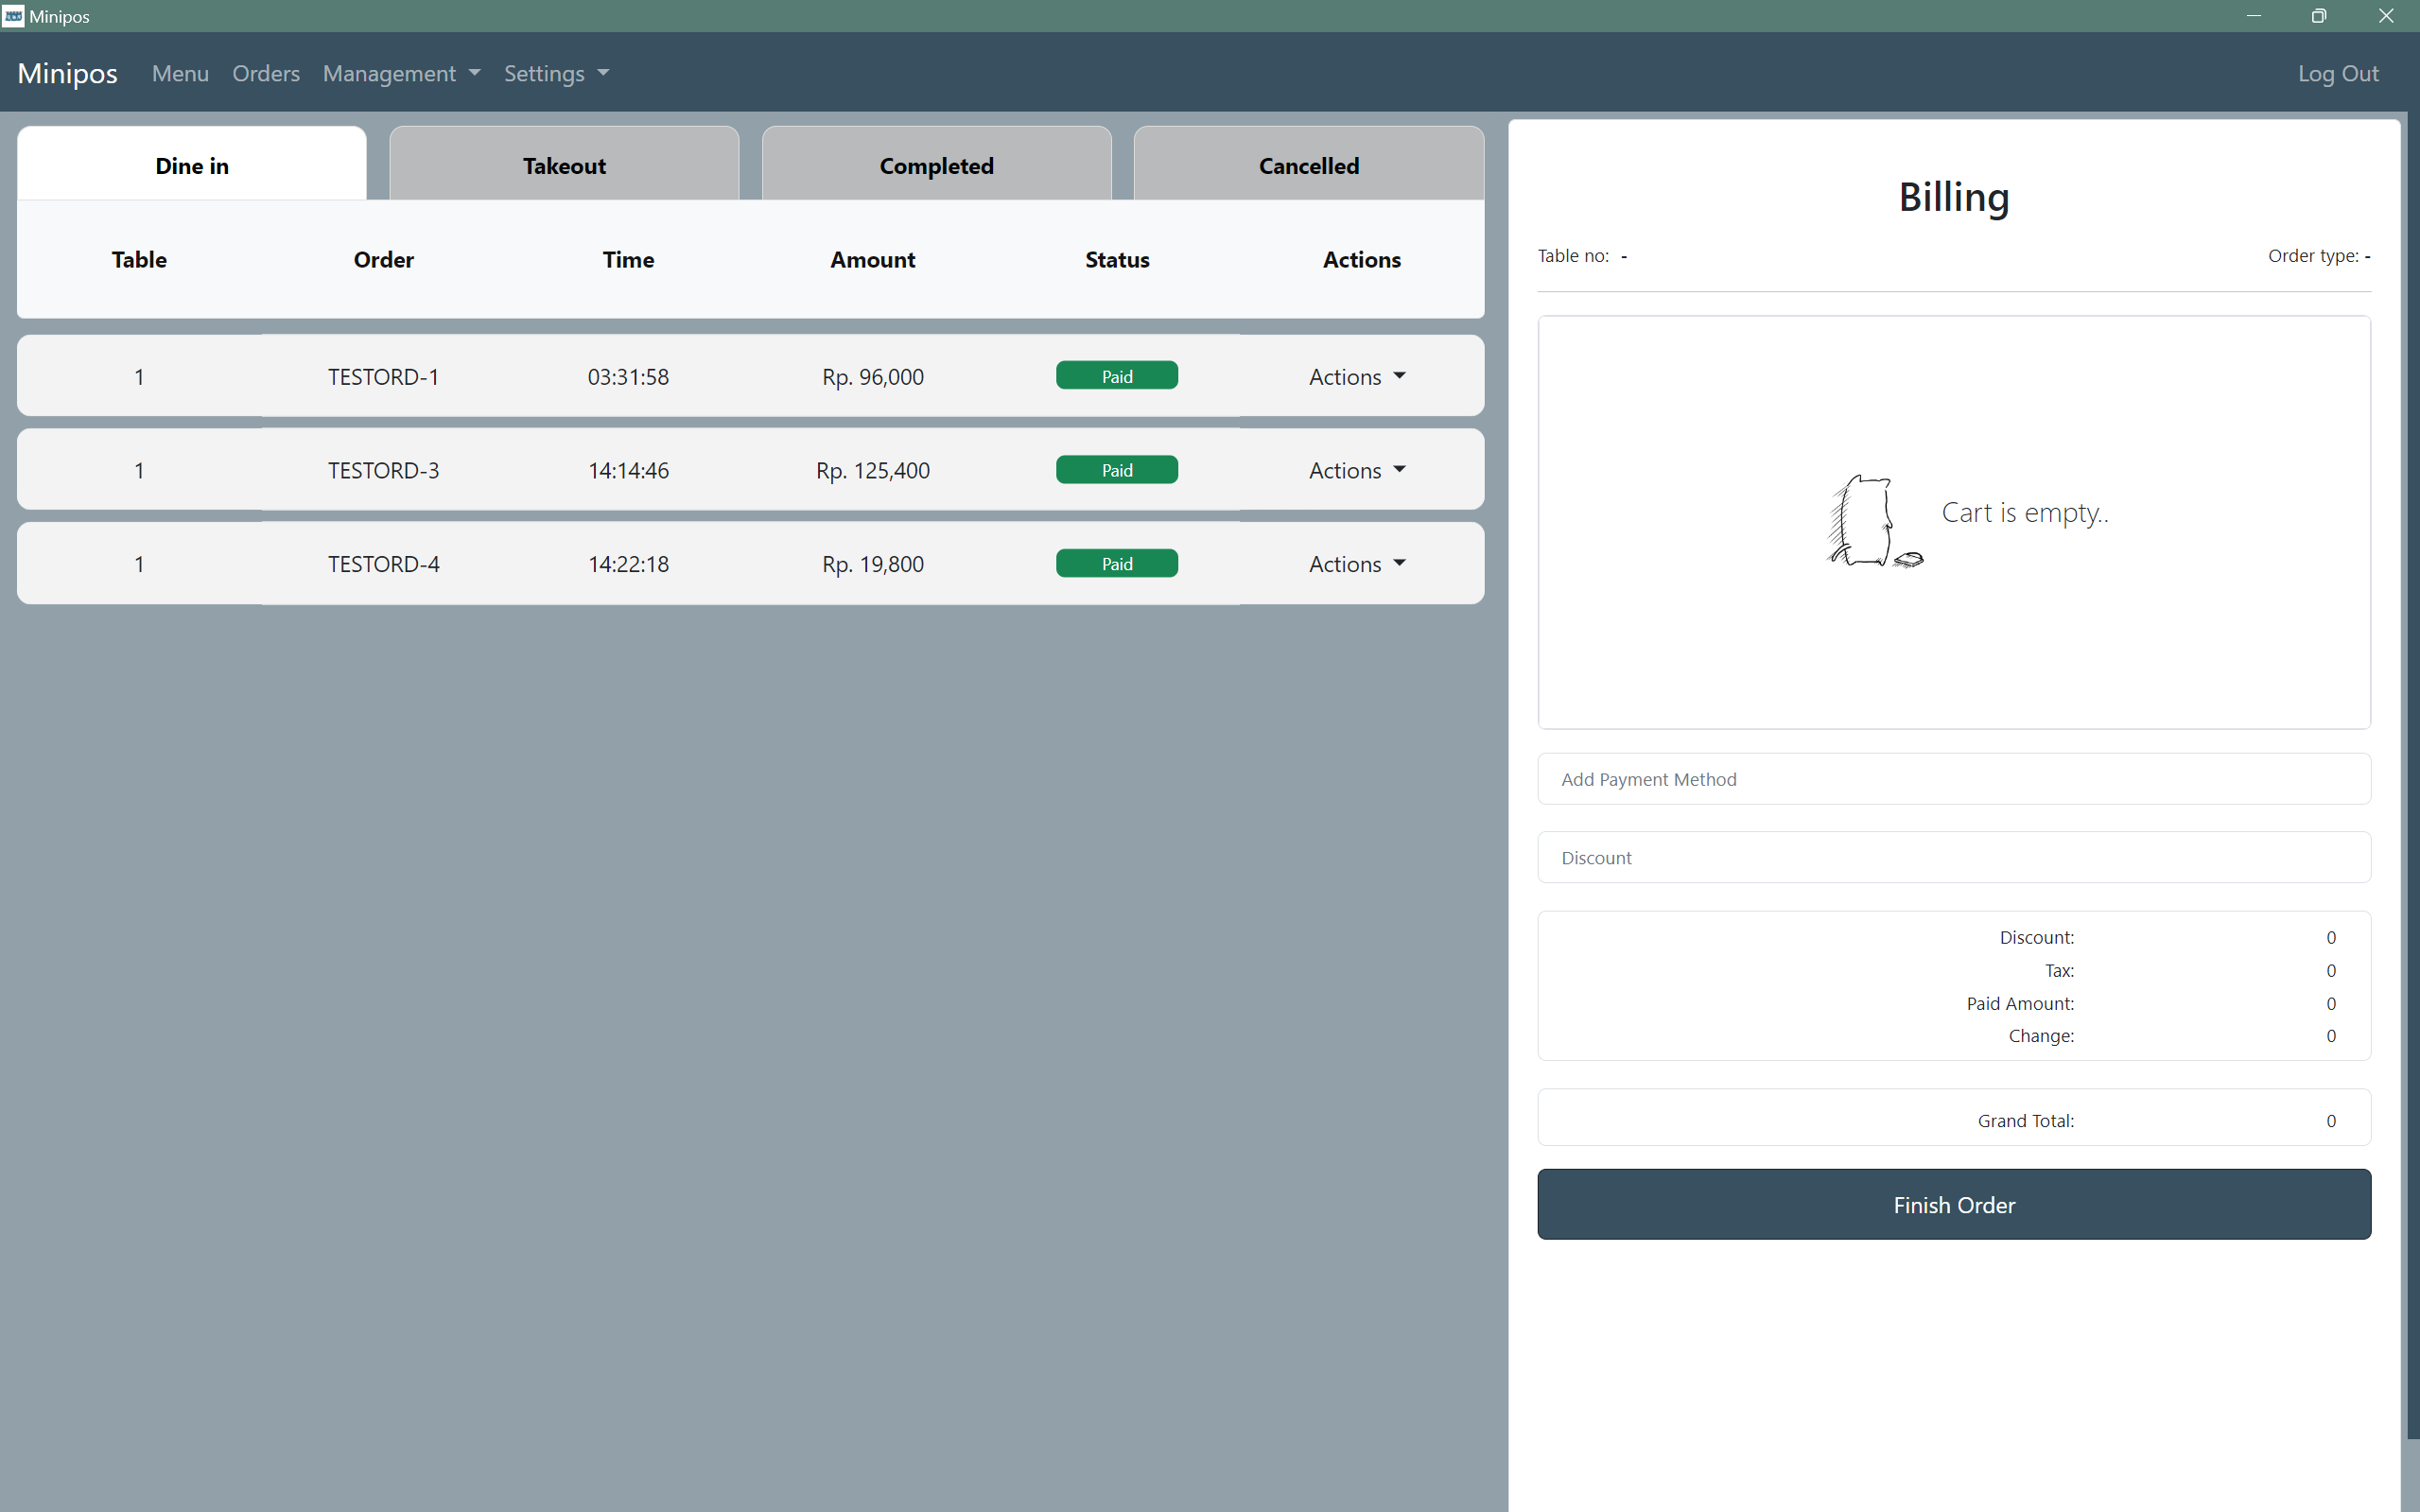 Minipos
Minipos Menu Orders Management Settings Log Out
Dine in Takeout Completed Cancelled
Table Order Time Amount Status Actions
1 TESTORD-1 03:31:58 Rp. 96,000 Paid Actions
1 TESTORD-3 14:14:46 Rp. 125,400 Paid Actions
1 TESTORD-4 14:22:18 Rp. 19,800 Paid Actions
Billing
Table no: - Order type: -
Cart is empty..
Add Payment Method
Discount
Discount: 0
Tax: 0
Paid Amount: 0
Change: 0
Grand Total: 0
Finish Order